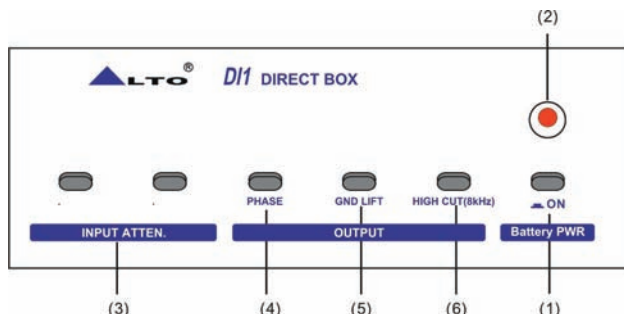 (2)
ALTO® DI1 DIRECT BOX
PHASE GND LIFT HIGH CUT(8kHz) ON
INPUT ATTEN. OUTPUT Battery PWR
(3) (4) (5) (6) (1)